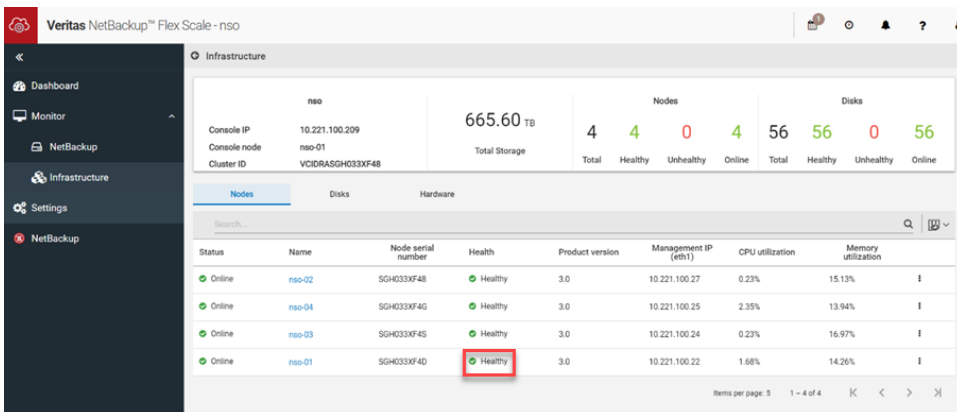 Veritas NetBackup™ Flex Scale - nso
1
?
«
Infrastructure
Dashboard
Monitor
NetBackup
Infrastructure
Settings
NetBackup
nso
Console IP 10.221.100.209
Console node nso-01
Cluster ID VCIDRASGH033XF48
665.60 TB
Total Storage
Nodes
4 4 0 4
Total Healthy Unhealthy Online
Disks
56 56 0 56
Total Healthy Unhealthy Online
Nodes Disks Hardware
Search...
Status Name Node serial number Health Product version Management IP (eth1) CPU utilization Memory utilization
Online nso-02 SGH033XF48 Healthy 3.0 10.221.100.27 0.23% 15.13%
Online nso-04 SGH033XF4G Healthy 3.0 10.221.100.25 2.35% 13.94%
Online nso-03 SGH033XF4S Healthy 3.0 10.221.100.24 0.23% 16.97%
Online nso-01 SGH033XF4D Healthy 3.0 10.221.100.22 1.68% 14.26%
Items per page: 5 1 – 4 of 4